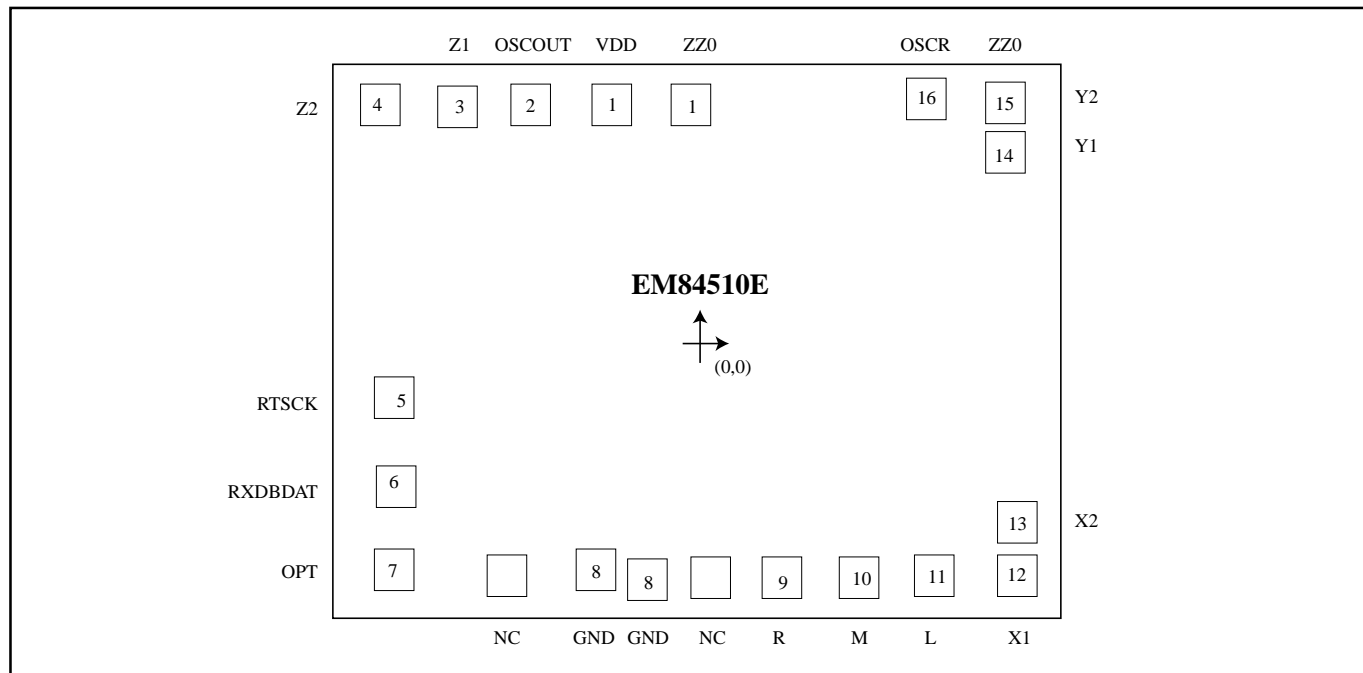 Z1 OSCOUT VDD ZZ0 OSCR ZZ0
Z2 4 3 2 1 1 16 15 Y2
14 Y1
EM84510E
(0,0)
RTSCK 5
RXDBDAT 6
13 X2
OPT 7 8 8 9 10 11 12
NC GND GND NC R M L X1